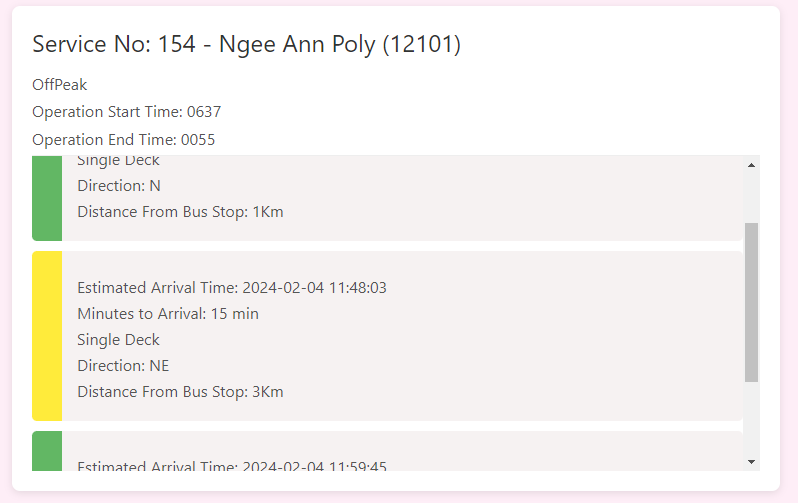 Service No: 154 - Ngee Ann Poly (12101)
OffPeak
Operation Start Time: 0637
Operation End Time: 0055
Single Deck
Direction: N
Distance From Bus Stop: 1Km
Estimated Arrival Time: 2024-02-04 11:48:03
Minutes to Arrival: 15 min
Single Deck
Direction: NE
Distance From Bus Stop: 3Km
Estimated Arrival Time: 2024-02-04 11:59:45